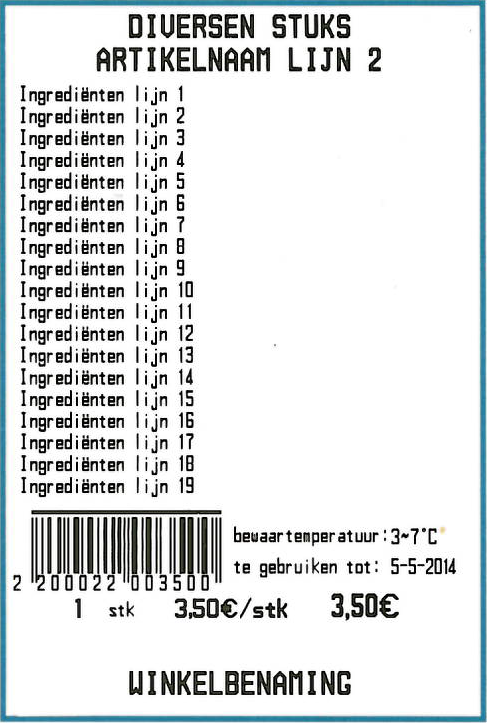 DIVERSEN STUKS
ARTIKELNAAM LIJN 2
Ingrediënten lijn 1
Ingrediënten lijn 2
Ingrediënten lijn 3
Ingrediënten lijn 4
Ingrediënten lijn 5
Ingrediënten lijn 6
Ingrediënten lijn 7
Ingrediënten lijn 8
Ingrediënten lijn 9
Ingrediënten lijn 10
Ingrediënten lijn 11
Ingrediënten lijn 12
Ingrediënten lijn 13
Ingrediënten lijn 14
Ingrediënten lijn 15
Ingrediënten lijn 16
Ingrediënten lijn 17
Ingrediënten lijn 18
Ingrediënten lijn 19
bewaartemperatuur:3~7°C
te gebruiken tot: 5-5-2014
2 200022 003500
1 stk 3,50€/stk 3,50€
WINKELBENAMING